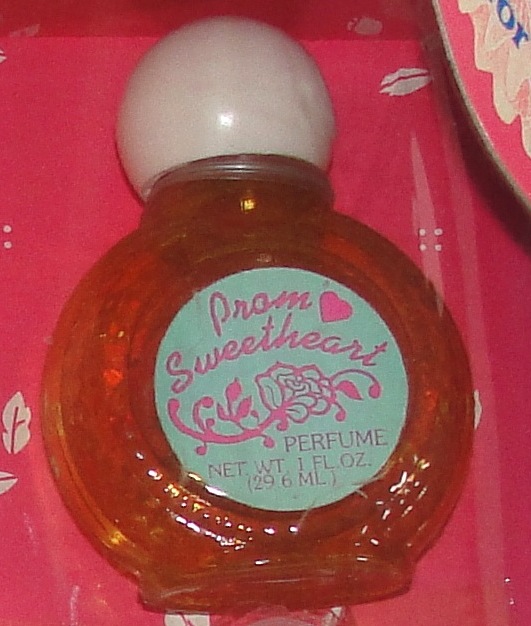 Prom
Sweetheart
PERFUME
NET. WT. 1 FL. OZ.
(29.6 ML)